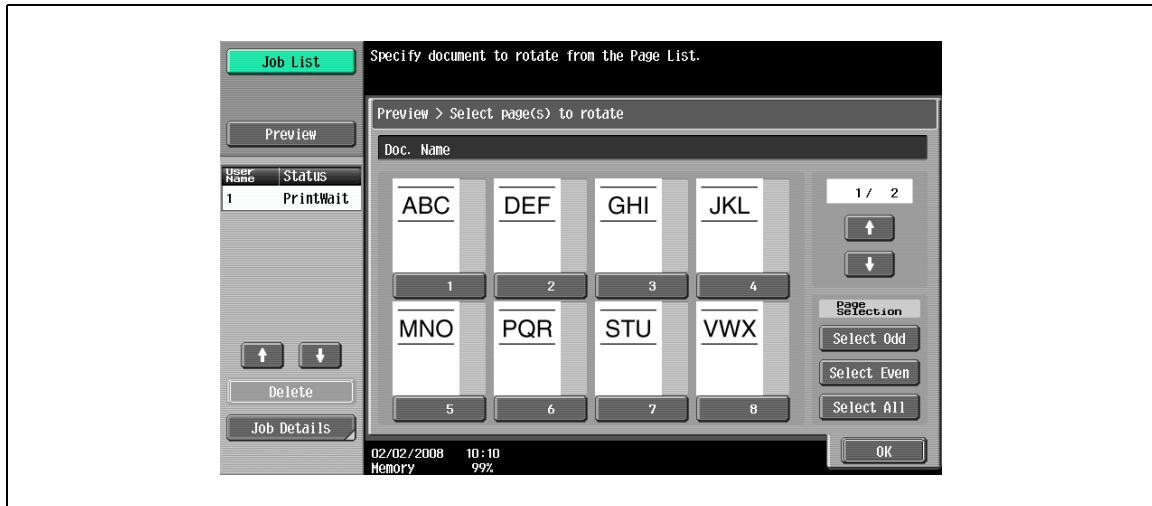 Job List
Specify document to rotate from the Page List.
Preview > Select page(s) to rotate
Preview
Doc. Name
User Name Status
1 PrintWait
ABC DEF GHI JKL
1/ 2
1 2 3 4
Page Selection
MNO PQR STU VWX
Select Odd
Select Even
Delete
5 6 7 8
Select All
Job Details
OK
02/02/2008 10:10
Memory 99%